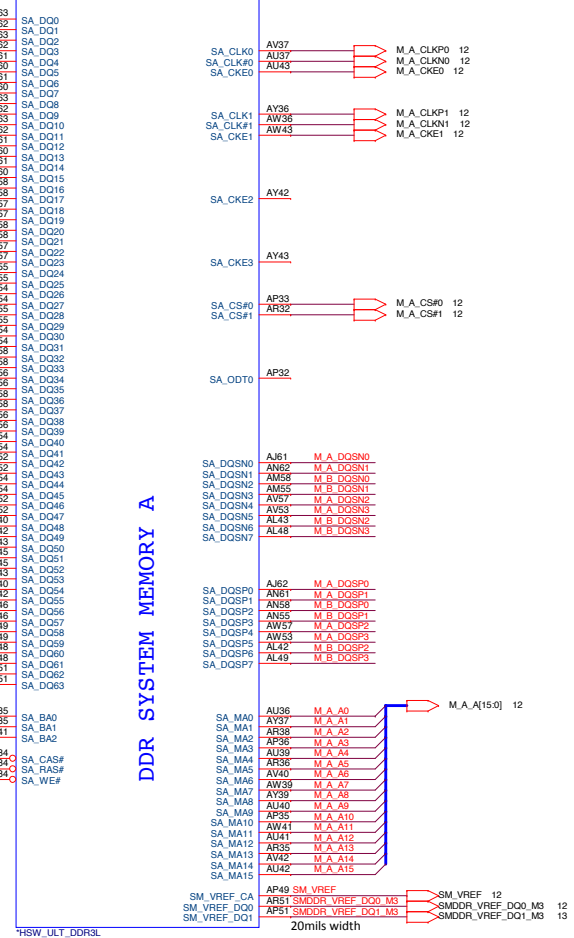 SA_DQ0
SA_DQ1
SA_DQ2
SA_DQ3
SA_DQ4
SA_DQ5
SA_DQ6
SA_DQ7
SA_DQ8
SA_DQ9
SA_DQ10
SA_DQ11
SA_DQ12
SA_DQ13
SA_DQ14
SA_DQ15
SA_DQ16
SA_DQ17
SA_DQ18
SA_DQ19
SA_DQ20
SA_DQ21
SA_DQ22
SA_DQ23
SA_DQ24
SA_DQ25
SA_DQ26
SA_DQ27
SA_DQ28
SA_DQ29
SA_DQ30
SA_DQ31
SA_DQ32
SA_DQ33
SA_DQ34
SA_DQ35
SA_DQ36
SA_DQ37
SA_DQ38
SA_DQ39
SA_DQ40
SA_DQ41
SA_DQ42
SA_DQ43
SA_DQ44
SA_DQ45
SA_DQ46
SA_DQ47
SA_DQ48
SA_DQ49
SA_DQ50
SA_DQ51
SA_DQ52
SA_DQ53
SA_DQ54
SA_DQ55
SA_DQ56
SA_DQ57
SA_DQ58
SA_DQ59
SA_DQ60
SA_DQ61
SA_DQ62
SA_DQ63
SA_BA0
SA_BA1
SA_BA2
SA_CAS#
SA_RAS#
SA_WE#
DDR SYSTEM MEMORY A
SA_CLK0 AV37 M_A_CLKP0 12
SA_CLK#0 AU37 M_A_CLKN0 12
SA_CKE0 AU43 M_A_CKE0 12
SA_CLK1 AY36 M_A_CLKP1 12
SA_CLK#1 AW36 M_A_CLKN1 12
SA_CKE1 AW43 M_A_CKE1 12
SA_CKE2 AY42
SA_CKE3 AY43
SA_CS#0 AP33 M_A_CS#0 12
SA_CS#1 AR32 M_A_CS#1 12
SA_ODT0 AP32
SA_DQSN0 AJ61 M_A_DQSN0
SA_DQSN1 AN62 M_A_DQSN1
SA_DQSN2 AM58 M_B_DQSN0
SA_DQSN3 AM55 M_B_DQSN1
SA_DQSN4 AV57 M_A_DQSN2
SA_DQSN5 AV53 M_A_DQSN3
SA_DQSN6 AL43 M_B_DQSN2
SA_DQSN7 AL48 M_B_DQSN3
SA_DQSP0 AJ62 M_A_DQSP0
SA_DQSP1 AN61 M_A_DQSP1
SA_DQSP2 AN58 M_B_DQSP0
SA_DQSP3 AN55 M_B_DQSP1
SA_DQSP4 AW57 M_A_DQSP2
SA_DQSP5 AW53 M_A_DQSP3
SA_DQSP6 AL42 M_B_DQSP2
SA_DQSP7 AL49 M_B_DQSP3
M_A_A[15:0] 12
SA_MA0 AU36 M_A_A0
SA_MA1 AY37 M_A_A1
SA_MA2 AR38 M_A_A2
SA_MA3 AP36 M_A_A3
SA_MA4 AU39 M_A_A4
SA_MA5 AR36 M_A_A5
SA_MA6 AV40 M_A_A6
SA_MA7 AW39 M_A_A7
SA_MA8 AY39 M_A_A8
SA_MA9 AU40 M_A_A9
SA_MA10 AP35 M_A_A10
SA_MA11 AW41 M_A_A11
SA_MA12 AU41 M_A_A12
SA_MA13 AR35 M_A_A13
SA_MA14 AV42 M_A_A14
SA_MA15 AU42 M_A_A15
SM_VREF_CA AP49 SM_VREF SM_VREF 12
SM_VREF_DQ0 AR51 SMDDR_VREF_DQ0_M3 SMDDR_VREF_DQ0_M3 12
SM_VREF_DQ1 AP51 SMDDR_VREF_DQ1_M3 SMDDR_VREF_DQ1_M3 13
20mils width
*HSW_ULT_DDR3L